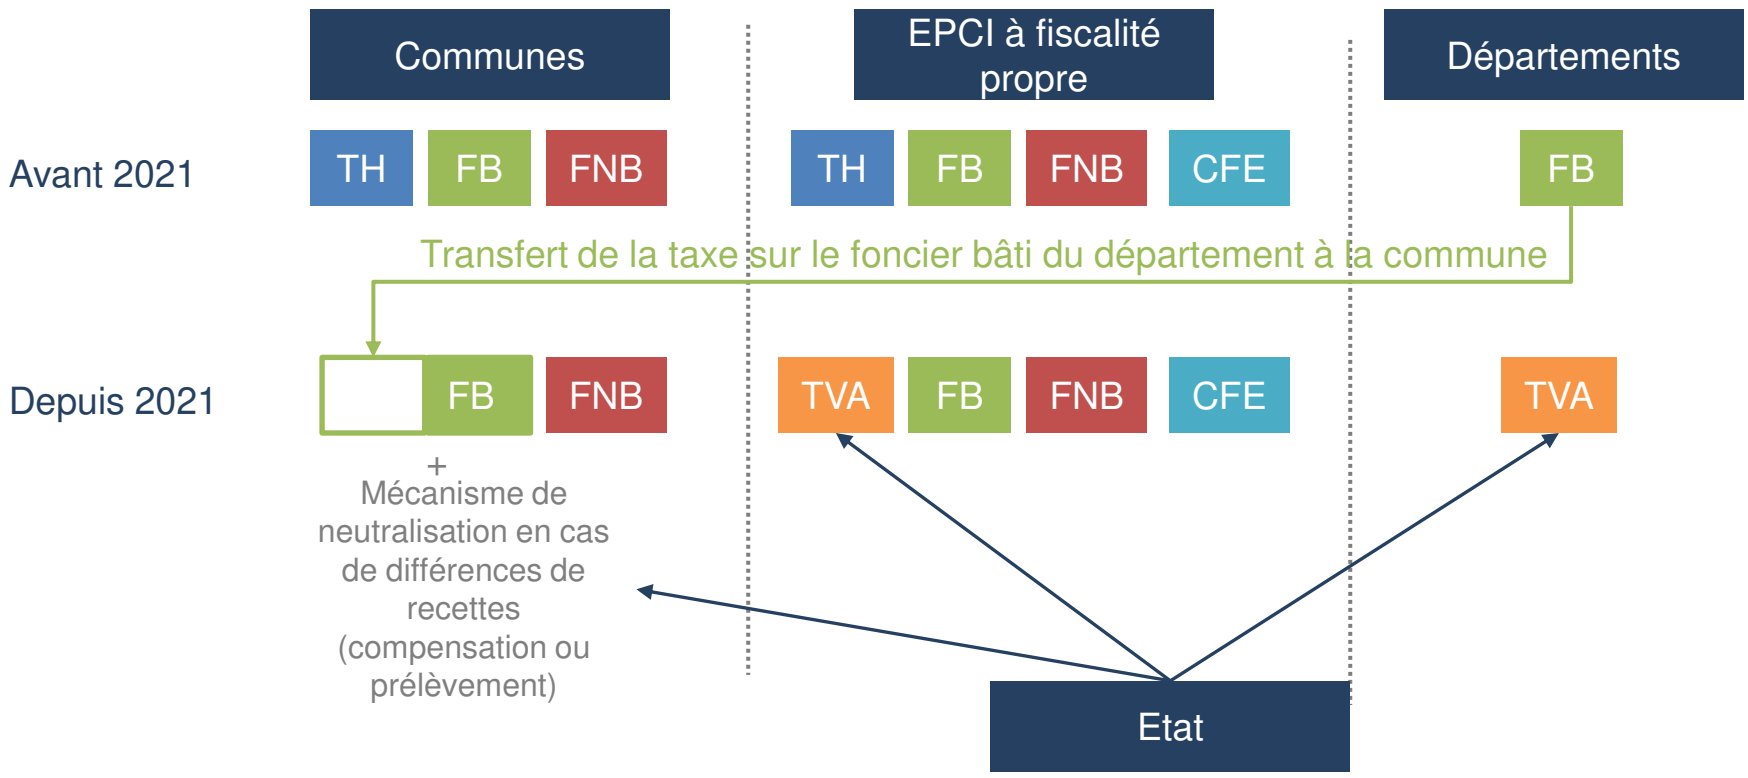 Communes
EPCI à fiscalité
propre
Départements
Avant 2021
TH
FB
FNB
TH
FB
FNB
CFE
FB
Transfert de la taxe sur le foncier bâti du département à la commune
Depuis 2021
FB
FNB
TVA
FB
FNB
CFE
TVA
+
Mécanisme de
neutralisation en cas
de différences de
recettes
(compensation ou
prélèvement)
Etat